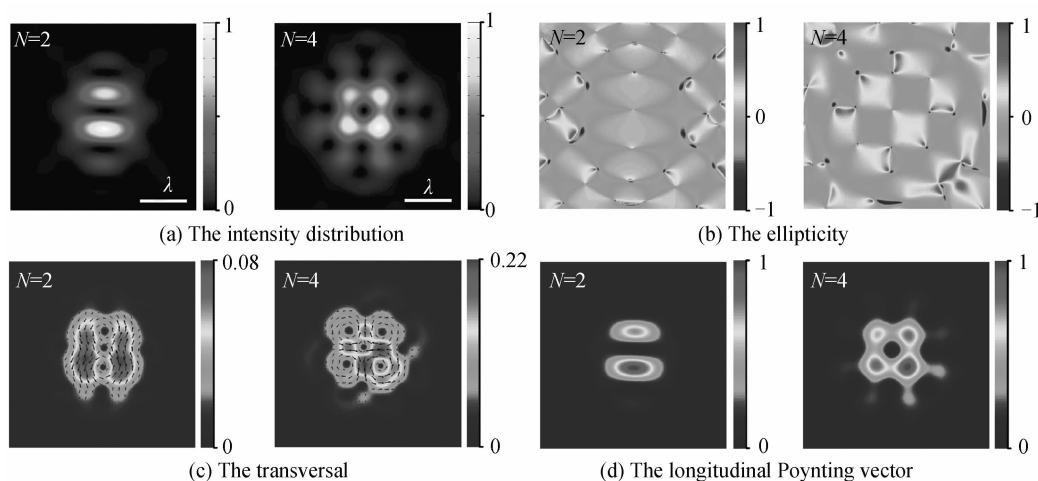 N=2
1
0
λ
N=4
1
0
λ
(a) The intensity distribution
N=2
1
0
−1
N=4
1
0
−1
(b) The ellipticity
N=2
0.08
0
N=4
0.22
0
(c) The transversal
N=2
1
0
N=4
1
0
(d) The longitudinal Poynting vector